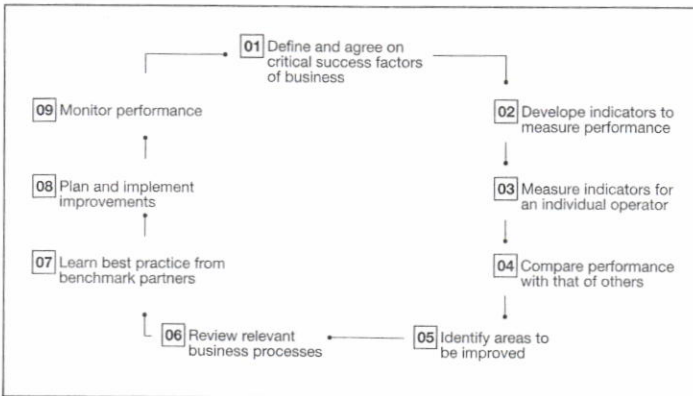 01 Define and agree on
critical success factors
of business
02 Develope indicators to
measure performance
03 Measure indicators for
an individual operator
04 Compare performance
with that of others
05 Identify areas to
be improved
06 Review relevant
business processes
07 Learn best practice from
benchmark partners
08 Plan and implement
improvements
09 Monitor performance